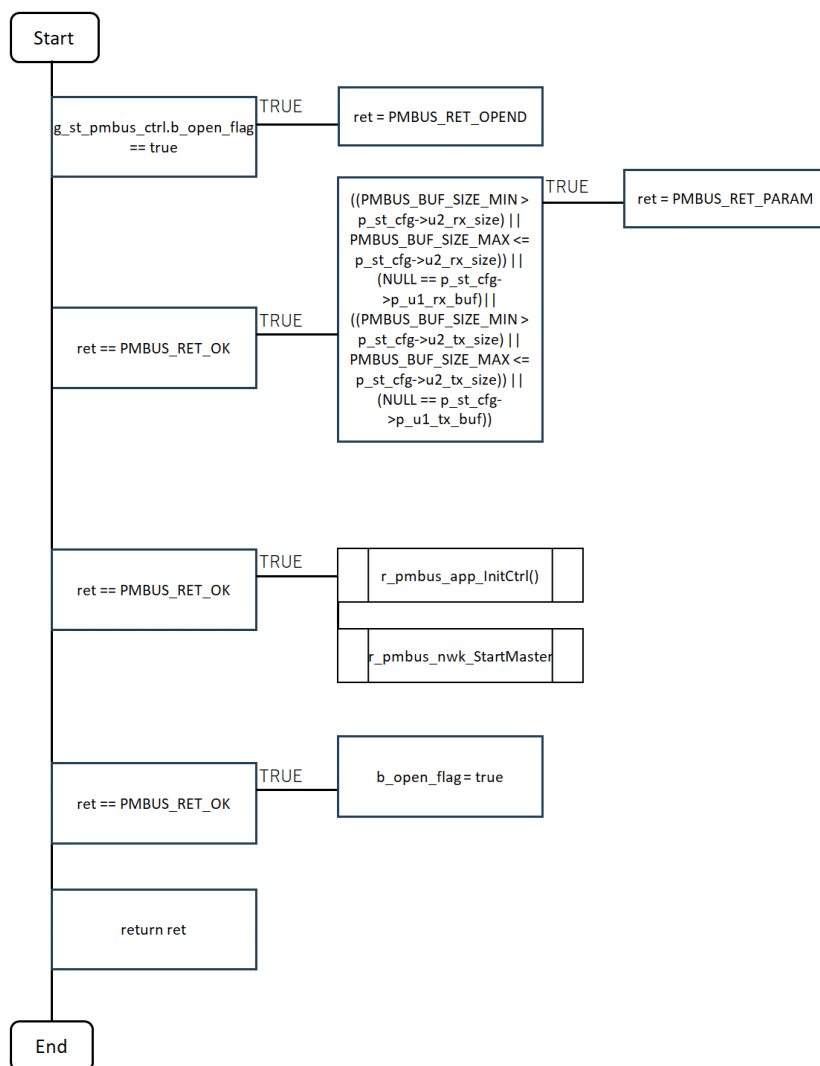 Start
g_st_pmbus_ctrl.b_open_flag
== true
TRUE
ret = PMBUS_RET_OPEND
ret == PMBUS_RET_OK
TRUE
((PMBUS_BUF_SIZE_MIN >
p_st_cfg->u2_rx_size) ||
PMBUS_BUF_SIZE_MAX <=
p_st_cfg->u2_rx_size)) ||
(NULL == p_st_cfg-
>p_u1_rx_buf)||
((PMBUS_BUF_SIZE_MIN >
p_st_cfg->u2_tx_size) ||
PMBUS_BUF_SIZE_MAX <=
p_st_cfg->u2_tx_size)) ||
(NULL == p_st_cfg-
>p_u1_tx_buf))
TRUE
ret = PMBUS_RET_PARAM
ret == PMBUS_RET_OK
TRUE
r_pmbus_app_InitCtrl()
r_pmbus_nwk_StartMaster
ret == PMBUS_RET_OK
TRUE
b_open_flag = true
return ret
End